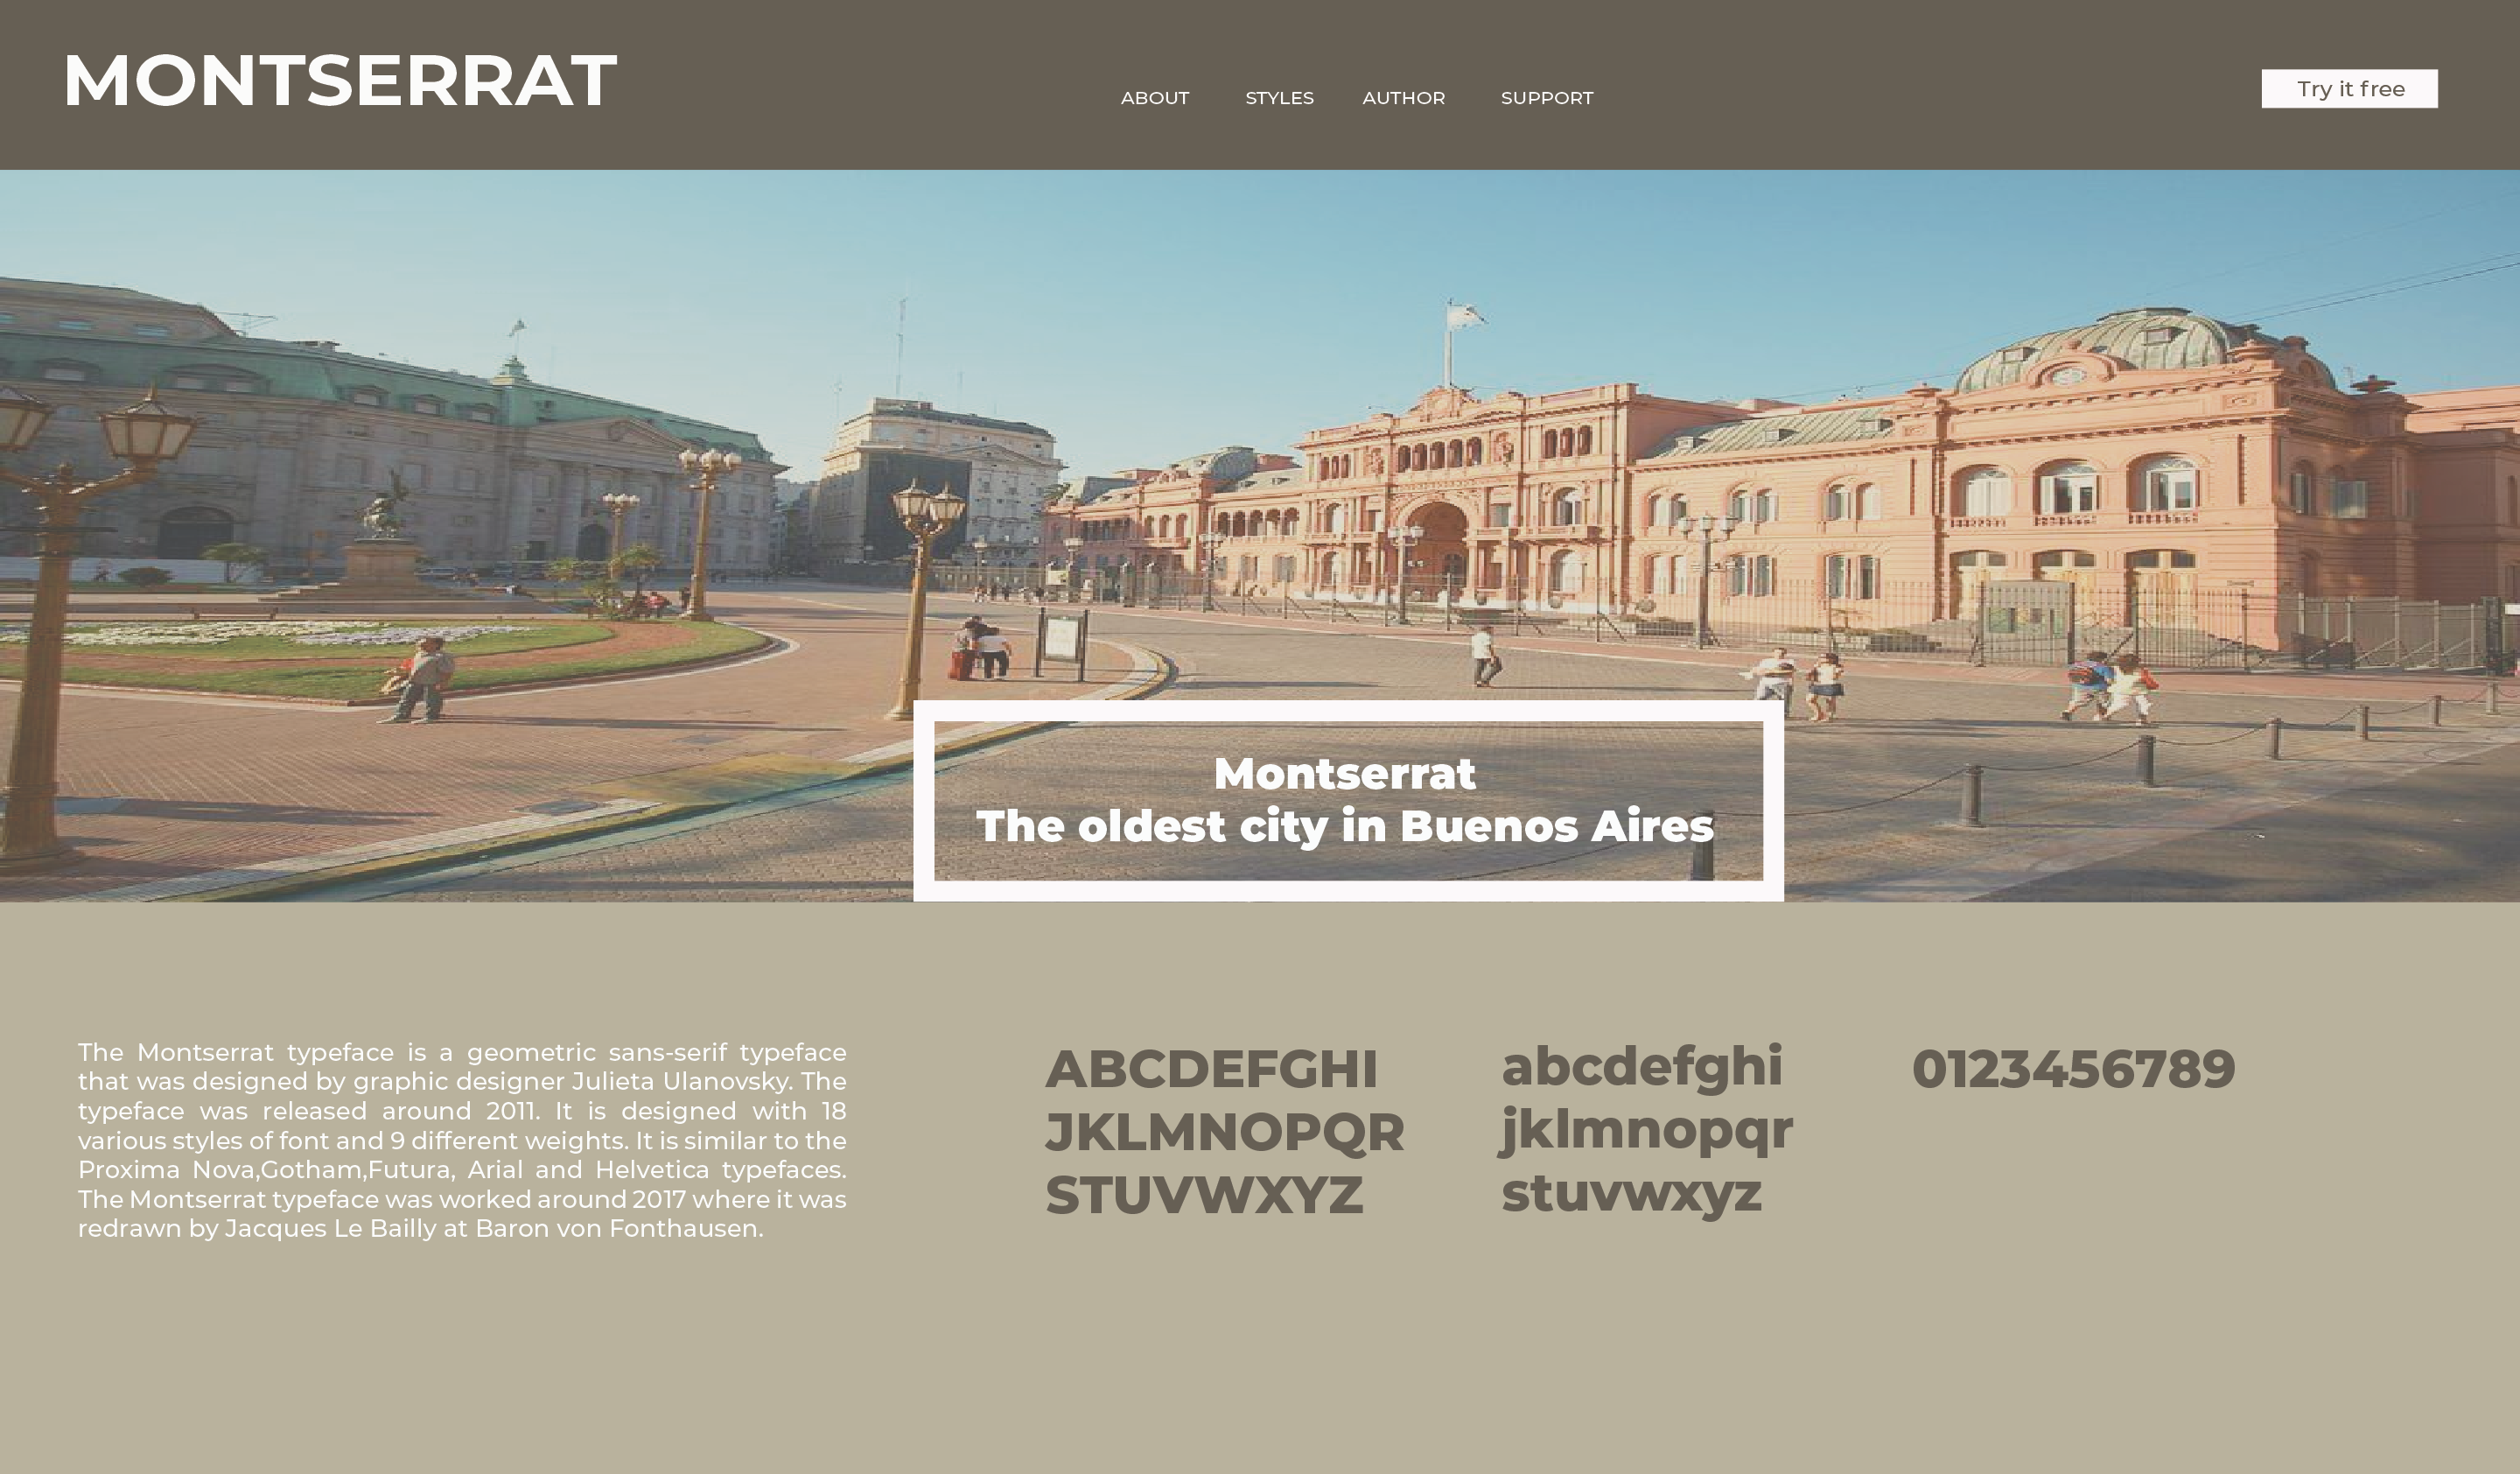 MONTSERRAT
ABOUT STYLES AUTHOR SUPPORT
Try it free
Montserrat
The oldest city in Buenos Aires
The Montserrat typeface is a geometric sans-serif typeface
that was designed by graphic designer Julieta Ulanovsky. The
typeface was released around 2011. It is designed with 18
various styles of font and 9 different weights. It is similar to the
Proxima Nova,Gotham,Futura, Arial and Helvetica typefaces.
The Montserrat typeface was worked around 2017 where it was
redrawn by Jacques Le Bailly at Baron von Fonthausen.
ABCDEFGHI
JKLMNOPQR
STUVWXYZ
abcdefghi
jklmnopqr
stuvwxyz
0123456789